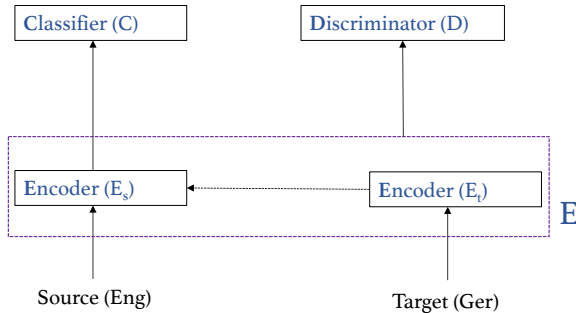 Classifier (C)
Discriminator (D)
Encoder (Eₛ)
Encoder (Eₜ)
E
Source (Eng)
Target (Ger)